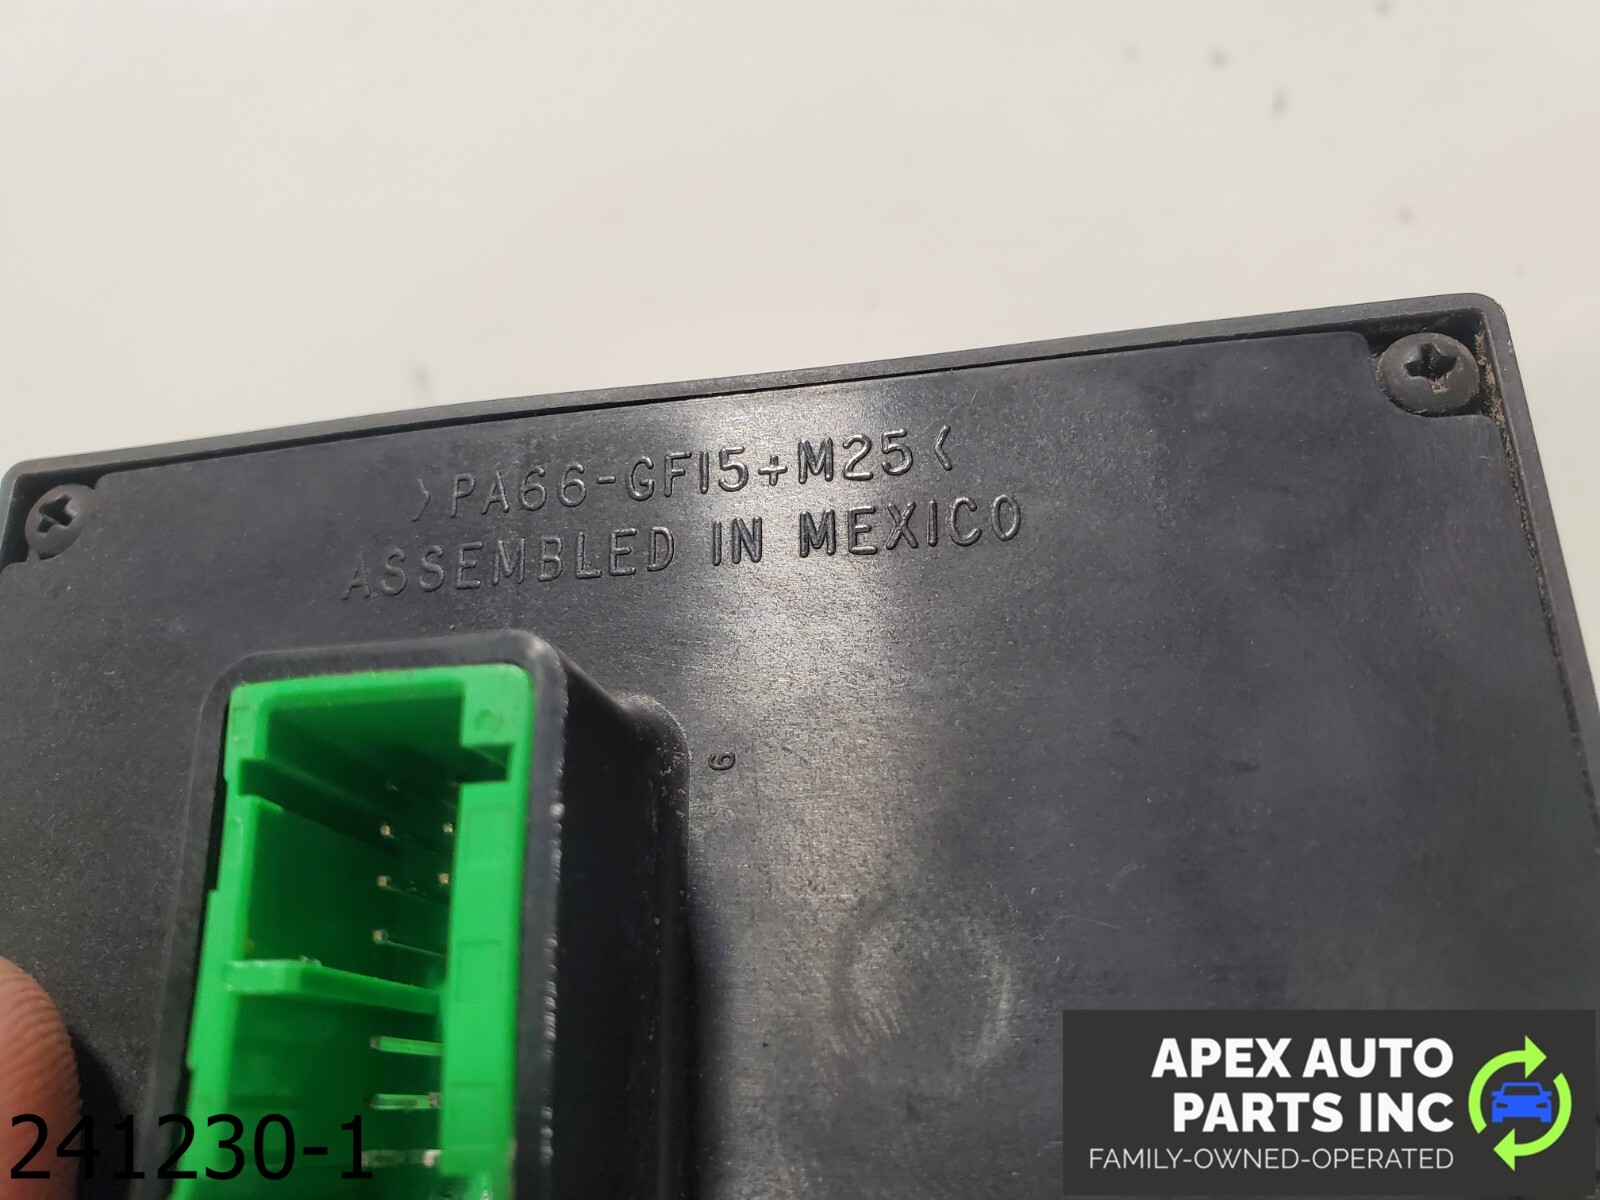 >PA66-GF15+M25<
ASSEMBLED IN MEXICO
6
241230-1
APEX AUTO
PARTS INC
FAMILY-OWNED-OPERATED